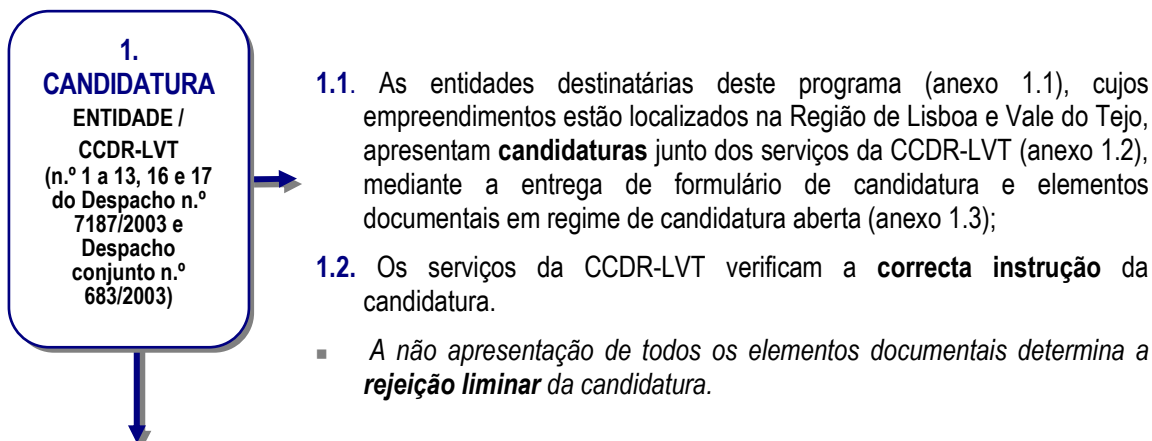 1.
CANDIDATURA
ENTIDADE /
CCDR-LVT
(n.º 1 a 13, 16 e 17
do Despacho n.º
7187/2003 e
Despacho
conjunto n.º
683/2003)
1.1. As entidades destinatárias deste programa (anexo 1.1), cujos
empreendimentos estão localizados na Região de Lisboa e Vale do Tejo,
apresentam candidaturas junto dos serviços da CCDR-LVT (anexo 1.2),
mediante a entrega de formulário de candidatura e elementos
documentais em regime de candidatura aberta (anexo 1.3);
1.2. Os serviços da CCDR-LVT verificam a correcta instrução da
candidatura.
▪ A não apresentação de todos os elementos documentais determina a
rejeição liminar da candidatura.